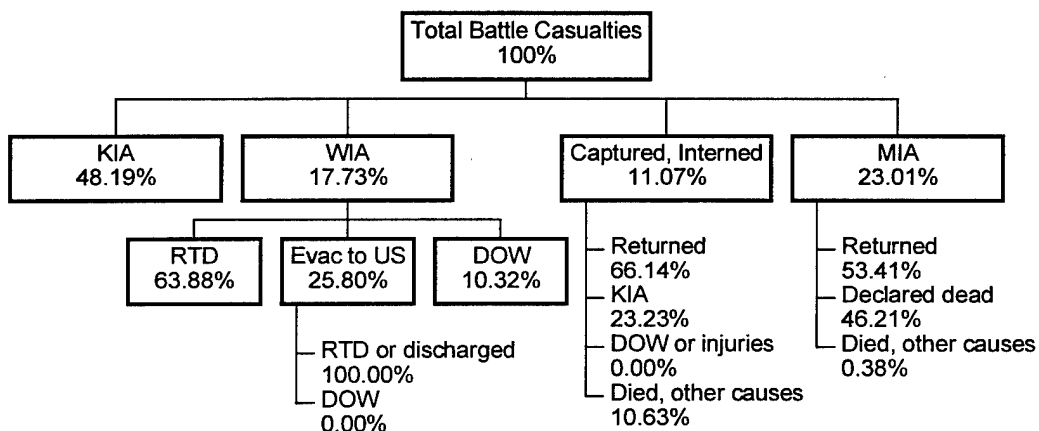 Total Battle Casualties
100%
KIA
48.19%
WIA
17.73%
Captured, Interned
11.07%
MIA
23.01%
RTD
63.88%
Evac to US
25.80%
DOW
10.32%
RTD or discharged
100.00%
DOW
0.00%
Returned
66.14%
KIA
23.23%
DOW or injuries
0.00%
Died, other causes
10.63%
Returned
53.41%
Declared dead
46.21%
Died, other causes
0.38%